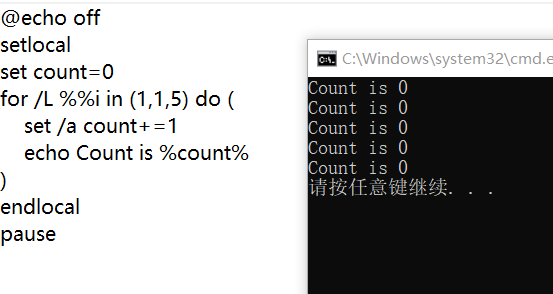 @echo off
setlocal
set count=0
for /L %%i in (1,1,5) do (
    set /a count+=1
    echo Count is %count%
)
endlocal
pause
C:\Windows\system32\cmd.e
Count is 0
Count is 0
Count is 0
Count is 0
Count is 0
请按任意键继续. . .